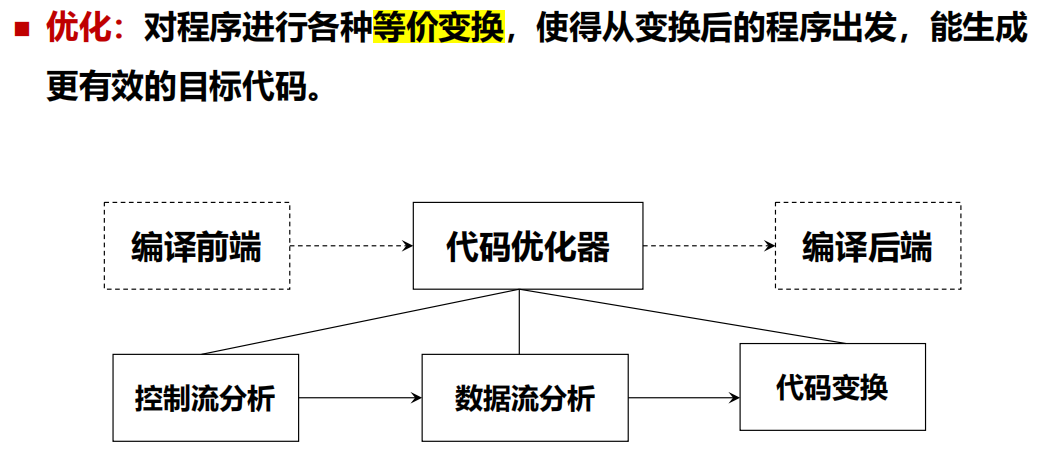 优化：对程序进行各种等价变换，使得从变换后的程序出发，能生成
更有效的目标代码。
编译前端
代码优化器
编译后端
控制流分析
数据流分析
代码变换